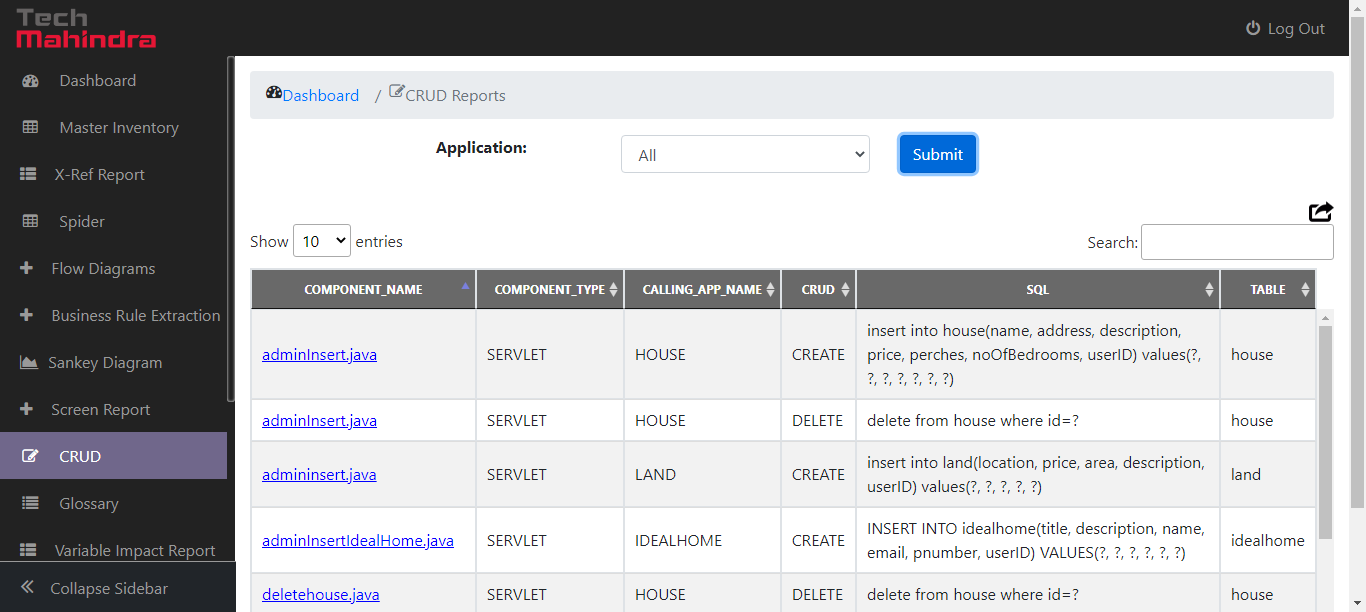 Tech
Mahindra
Log Out
Dashboard
Master Inventory
X-Ref Report
Spider
Flow Diagrams
Business Rule Extraction
Sankey Diagram
Screen Report
CRUD
Glossary
Variable Impact Report
Collapse Sidebar
Dashboard / CRUD Reports
Application: All Submit
Show 10 entries
Search:
COMPONENT_NAME COMPONENT_TYPE CALLING_APP_NAME CRUD SQL TABLE
insert into house(name, address, description,
adminInsert.java SERVLET HOUSE CREATE price, perches, noOfBedrooms, userID) values(?, house
?, ?, ?, ?, ?, ?)
adminInsert.java SERVLET HOUSE DELETE delete from house where id=? house
insert into land(location, price, area, description,
admininsert.java SERVLET LAND CREATE userID) values(?, ?, ?, ?, ?) land
INSERT INTO idealhome(title, description, name,
adminInsertIdealHome.java SERVLET IDEALHOME CREATE email, pnumber, userID) VALUES(?, ?, ?, ?, ?, ?) idealhome
deletehouse.java SERVLET HOUSE DELETE delete from house where id=? house